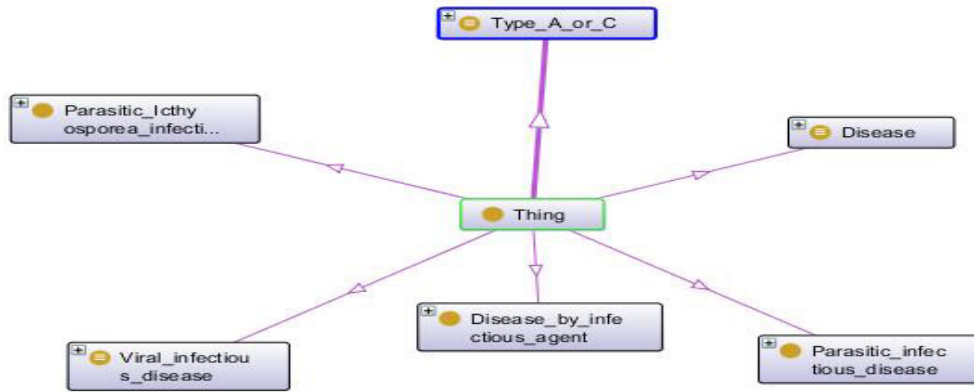 Type_A_or_C
Parasitic_Icthy
osporea_infecti...
Disease
Thing
Disease_by_infe
ctious_agent
Viral_infectiou
s_disease
Parasitic_infec
tious_disease